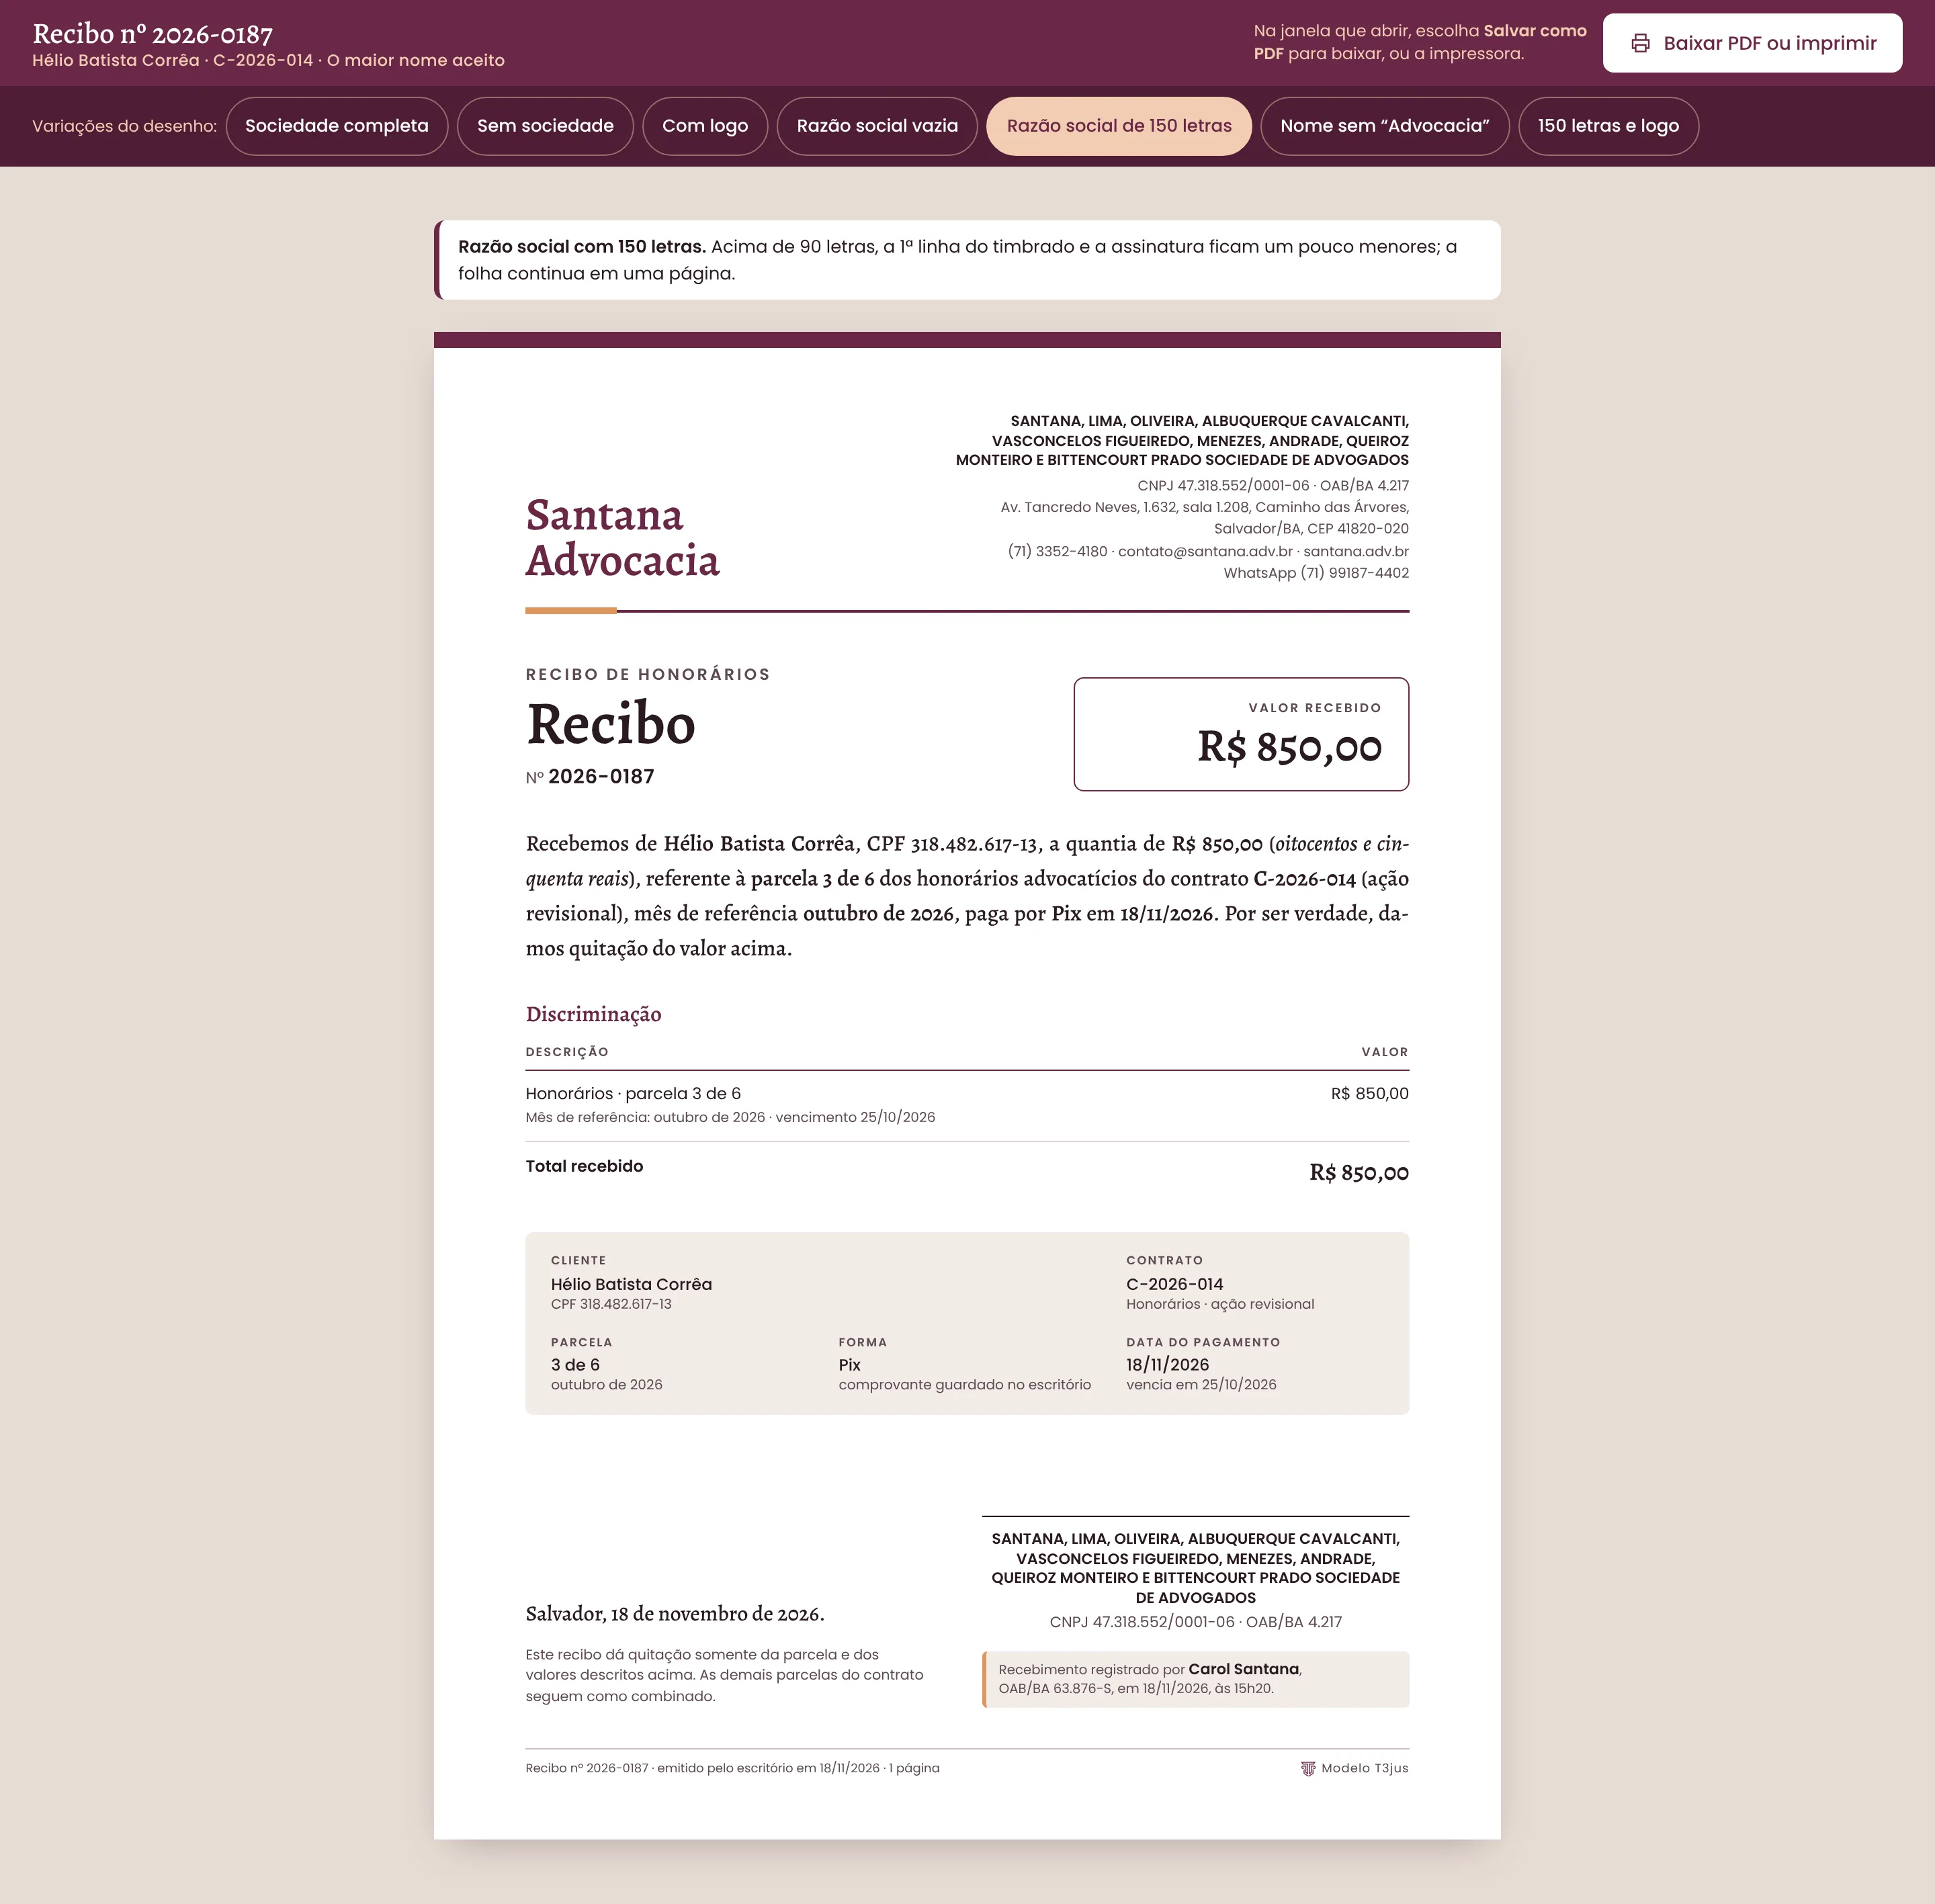 Recibo nº 2026-0187
Hélio Batista Corrêa · C-2026-014 · O maior nome aceito
Na janela que abrir, escolha Salvar como
PDF para baixar, ou a impressora.
Baixar PDF ou imprimir
Variações do desenho:
Sociedade completa
Sem sociedade
Com logo
Razão social vazia
Razão social de 150 letras
Nome sem “Advocacia”
150 letras e logo
Razão social com 150 letras. Acima de 90 letras, a 1ª linha do timbrado e a assinatura ficam um pouco menores; a
folha continua em uma página.
Santana
Advocacia
SANTANA, LIMA, OLIVEIRA, ALBUQUERQUE CAVALCANTI,
VASCONCELOS FIGUEIREDO, MENEZES, ANDRADE, QUEIROZ
MONTEIRO E BITTENCOURT PRADO SOCIEDADE DE ADVOGADOS
CNPJ 47.318.552/0001-06 · OAB/BA 4.217
Av. Tancredo Neves, 1.632, sala 1.208, Caminho das Árvores,
Salvador/BA, CEP 41820-020
(71) 3352-4180 · contato@santana.adv.br · santana.adv.br
WhatsApp (71) 99187-4402
RECIBO DE HONORÁRIOS
Recibo
Nº 2026-0187
VALOR RECEBIDO
R$ 850,00
Recebemos de Hélio Batista Corrêa, CPF 318.482.617-13, a quantia de R$ 850,00 (oitocentos e cin-
quenta reais), referente à parcela 3 de 6 dos honorários advocatícios do contrato C-2026-014 (ação
revisional), mês de referência outubro de 2026, paga por Pix em 18/11/2026. Por ser verdade, da-
mos quitação do valor acima.
Discriminação
DESCRIÇÃO VALOR
Honorários · parcela 3 de 6 R$ 850,00
Mês de referência: outubro de 2026 · vencimento 25/10/2026
Total recebido R$ 850,00
CLIENTE
Hélio Batista Corrêa
CPF 318.482.617-13
CONTRATO
C-2026-014
Honorários · ação revisional
PARCELA
3 de 6
outubro de 2026
FORMA
Pix
comprovante guardado no escritório
DATA DO PAGAMENTO
18/11/2026
vencia em 25/10/2026
Salvador, 18 de novembro de 2026.
Este recibo dá quitação somente da parcela e dos
valores descritos acima. As demais parcelas do contrato
seguem como combinado.
SANTANA, LIMA, OLIVEIRA, ALBUQUERQUE CAVALCANTI,
VASCONCELOS FIGUEIREDO, MENEZES, ANDRADE,
QUEIROZ MONTEIRO E BITTENCOURT PRADO SOCIEDADE
DE ADVOGADOS
CNPJ 47.318.552/0001-06 · OAB/BA 4.217
Recebimento registrado por Carol Santana,
OAB/BA 63.876-S, em 18/11/2026, às 15h20.
Recibo nº 2026-0187 · emitido pelo escritório em 18/11/2026 · 1 página
Modelo T3jus